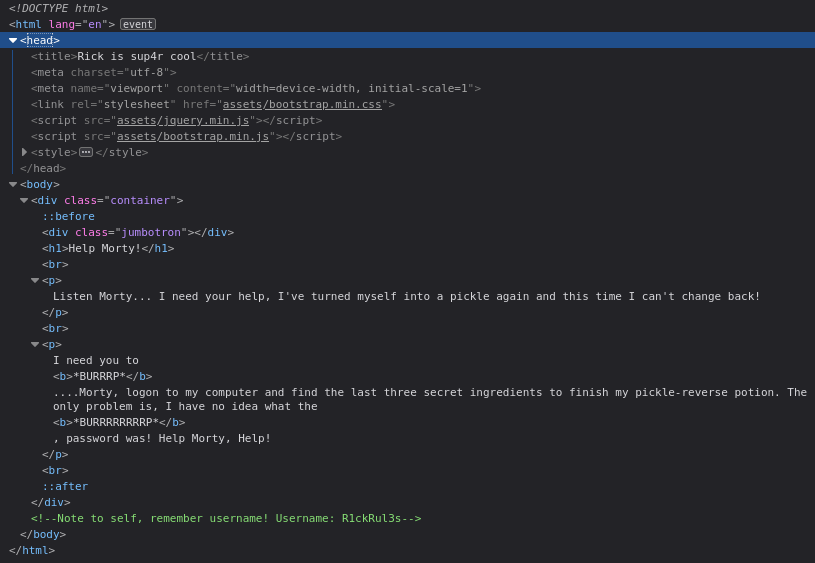 <!DOCTYPE html>
<html lang="en"> event
<head>
<title>Rick is sup4r cool</title>
<meta charset="utf-8">
<meta name="viewport" content="width=device-width, initial-scale=1">
<link rel="stylesheet" href="assets/bootstrap.min.css">
<script src="assets/jquery.min.js"></script>
<script src="assets/bootstrap.min.js"></script>
<style>...</style>
</head>
<body>
<div class="container">
::before
<div class="jumbotron"></div>
<h1>Help Morty!</h1>
<br>
<p>
Listen Morty... I need your help, I've turned myself into a pickle again and this time I can't change back!
</p>
<br>
<p>
I need you to
<b>*BURRRP*</b>
....Morty, logon to my computer and find the last three secret ingredients to finish my pickle-reverse potion. The
only problem is, I have no idea what the
<b>*BURRRRRRRRP*</b>
, password was! Help Morty, Help!
</p>
<br>
::after
</div>
<!--Note to self, remember username! Username: R1ckRul3s-->
</body>
</html>